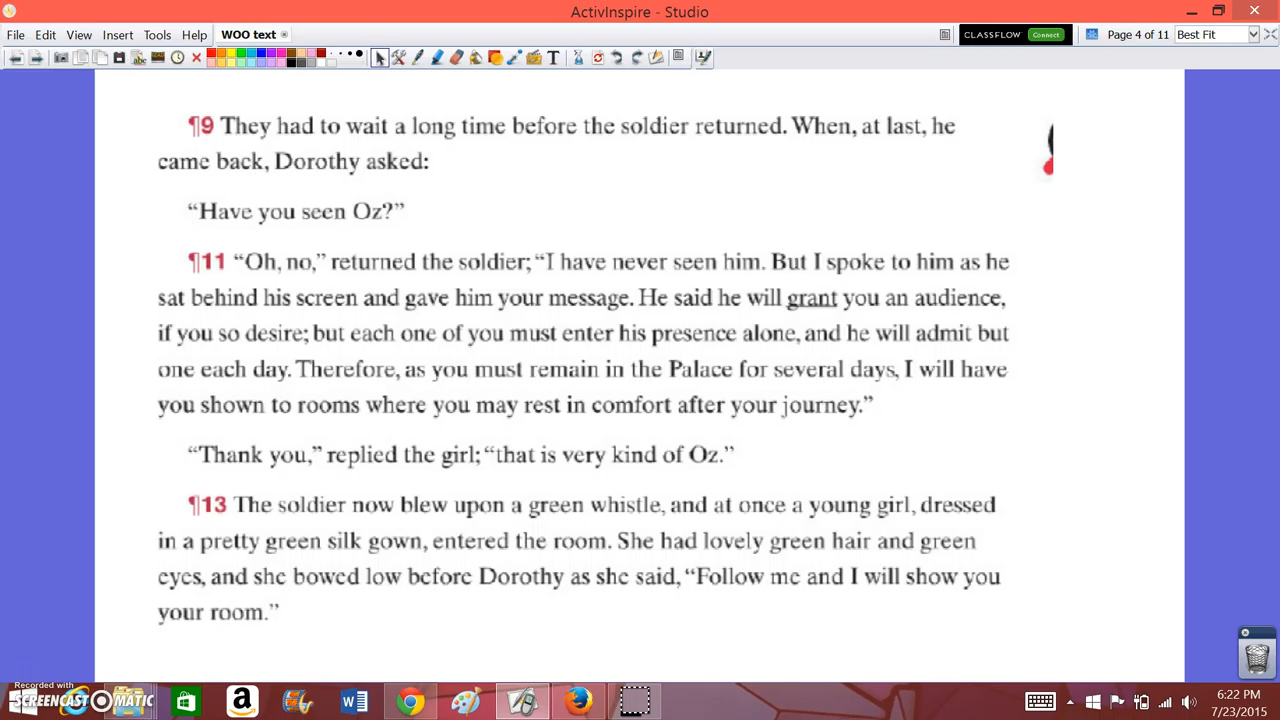 ActivInspire - Studio
File Edit View Insert Tools Help WOO text CLASSFLOW Connect Page 4 of 11 Best Fit
¶9 They had to wait a long time before the soldier returned. When, at last, he
came back, Dorothy asked:
“Have you seen Oz?”
¶11 “Oh, no,” returned the soldier; “I have never seen him. But I spoke to him as he
sat behind his screen and gave him your message. He said he will grant you an audience,
if you so desire; but each one of you must enter his presence alone, and he will admit but
one each day. Therefore, as you must remain in the Palace for several days, I will have
you shown to rooms where you may rest in comfort after your journey.”
“Thank you,” replied the girl; “that is very kind of Oz.”
¶13 The soldier now blew upon a green whistle, and at once a young girl, dressed
in a pretty green silk gown, entered the room. She had lovely green hair and green
eyes, and she bowed low before Dorothy as she said, “Follow me and I will show you
your room.”
Recorded with
SCREENCAST O MATIC
6:22 PM
7/23/2015